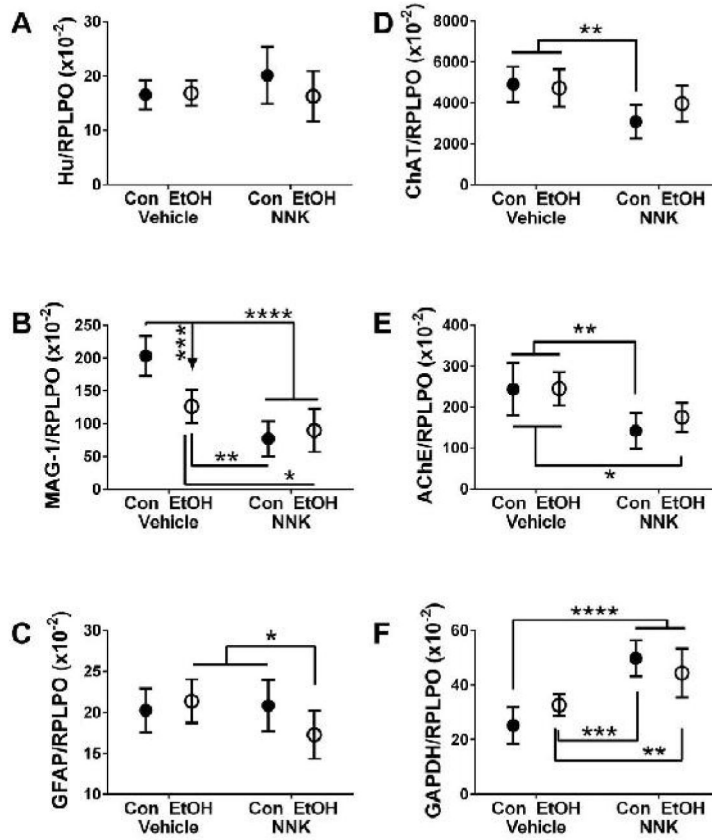 A
Hu/RPLPO (x10⁻²)
30
20
10
0
Con EtOH Con EtOH
Vehicle NNK
D
ChAT/RPLPO (x10⁻²)
8000
6000
4000
2000
0
**
Con EtOH Con EtOH
Vehicle NNK
B
MAG-1/RPLPO (x10⁻²)
250
200
150
100
50
0
****
***
**
*
Con EtOH Con EtOH
Vehicle NNK
E
AChE/RPLPO (x10⁻²)
400
300
200
100
0
**
*
Con EtOH Con EtOH
Vehicle NNK
C
GFAP/RPLPO (x10⁻²)
30
25
20
15
10
*
Con EtOH Con EtOH
Vehicle NNK
F
GAPDH/RPLPO (x10⁻²)
60
40
20
0
****
***
**
Con EtOH Con EtOH
Vehicle NNK